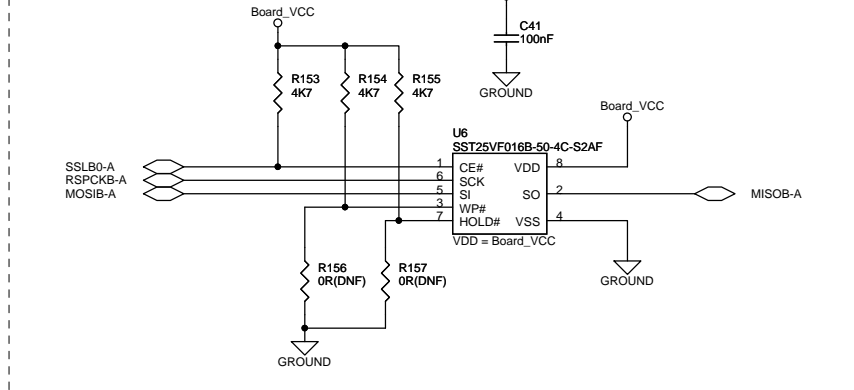 Board_VCC
C41
100nF
GROUND
R153
4K7
R154
4K7
R155
4K7
Board_VCC
U6
SST25VF016B-50-4C-S2AF
SSLB0-A
RSPCKB-A
MOSIB-A
1
6
5
3
7
CE#
SCK
SI
WP#
HOLD#
VDD
SO
VSS
8
2
4
MISOB-A
VDD = Board_VCC
R156
0R(DNF)
R157
0R(DNF)
GROUND
GROUND